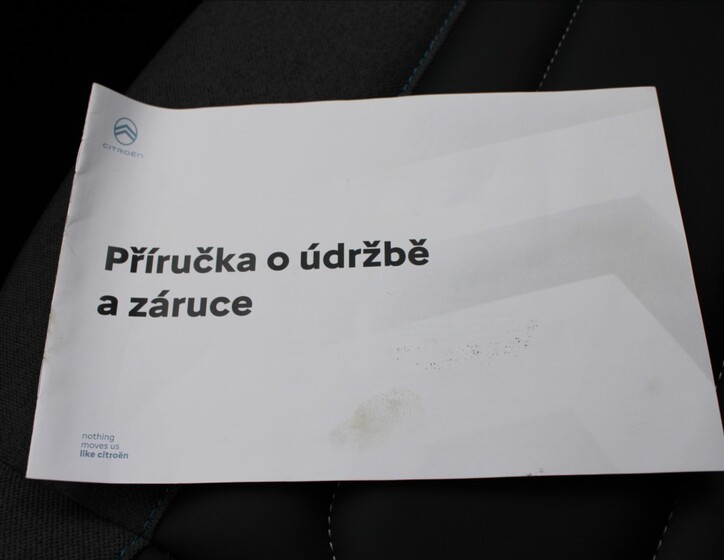 CITROËN
Příručka o údržbě
a záruce
nothing
moves us
like citroën